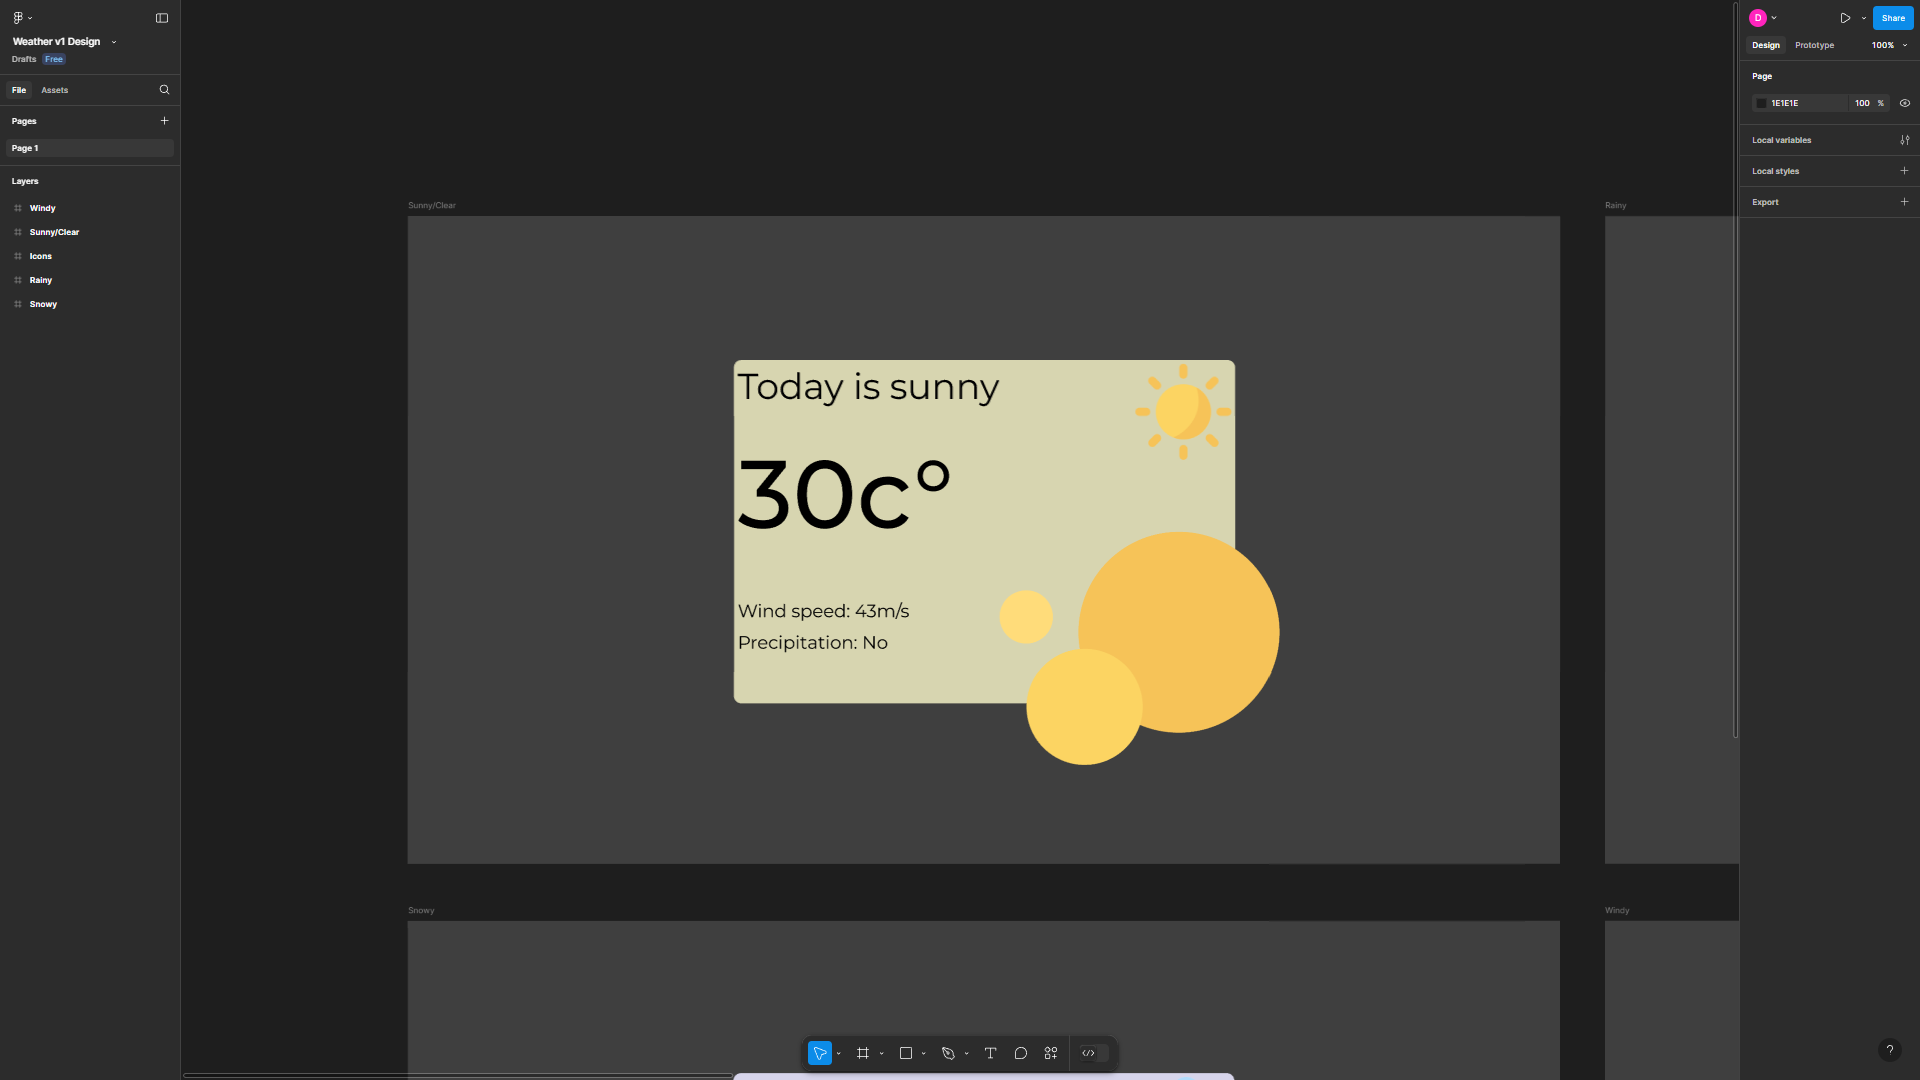 Weather v1 Design
Drafts Free
File Assets
Pages
Page 1
Layers
Windy
Sunny/Clear
Icons
Rainy
Snowy
Sunny/Clear
Today is sunny
30c°
Wind speed: 43m/s
Precipitation: No
Rainy
Snowy
Windy
D
Share
Design Prototype 100%
Page
1E1E1E 100 %
Local variables
Local styles
Export
?